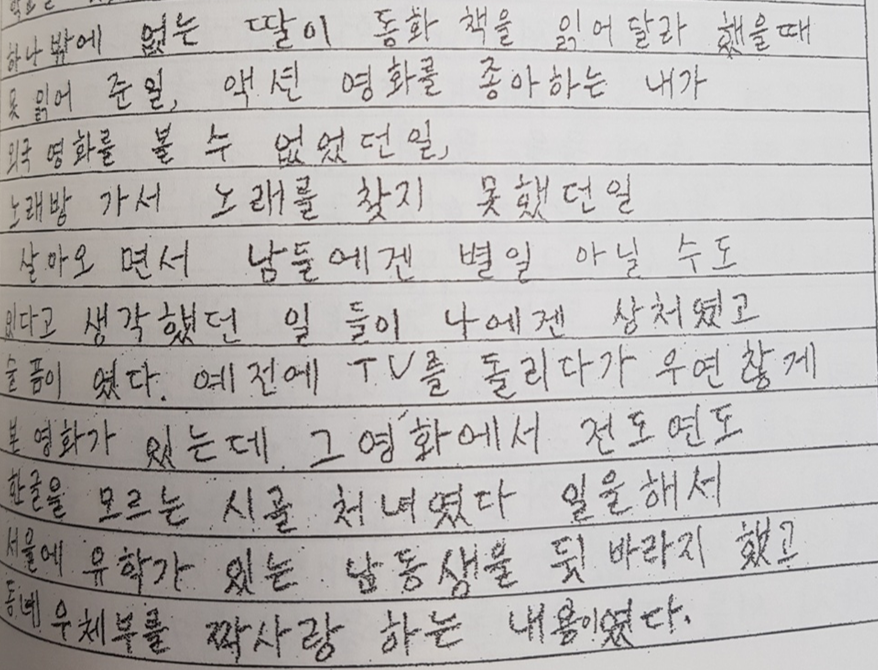 하나 밖에 없는 딸이 동화 책을 읽어 달라 했을때
못 읽어 준일, 액션 영화를 좋아하는 내가
외국 영화를 볼 수 없었던일,
노래방 가서 노래를 찾지 못했던일
살아오 면서 남들에겐 별일 아닐 수도
있다고 생각했던 일 들이 나에겐 상처였고
슬픔이 였다. 예전에 TV를 돌리다가 우연찮게
본 영화가 있는데 그 영화에서 전도연도
한글을 모르는 시골 처녀였다 일을해서
서울에 유학가 있는 남동생을 뒷 바라지 했고
동네 우체부를 짝사랑 하는 내용이였다.